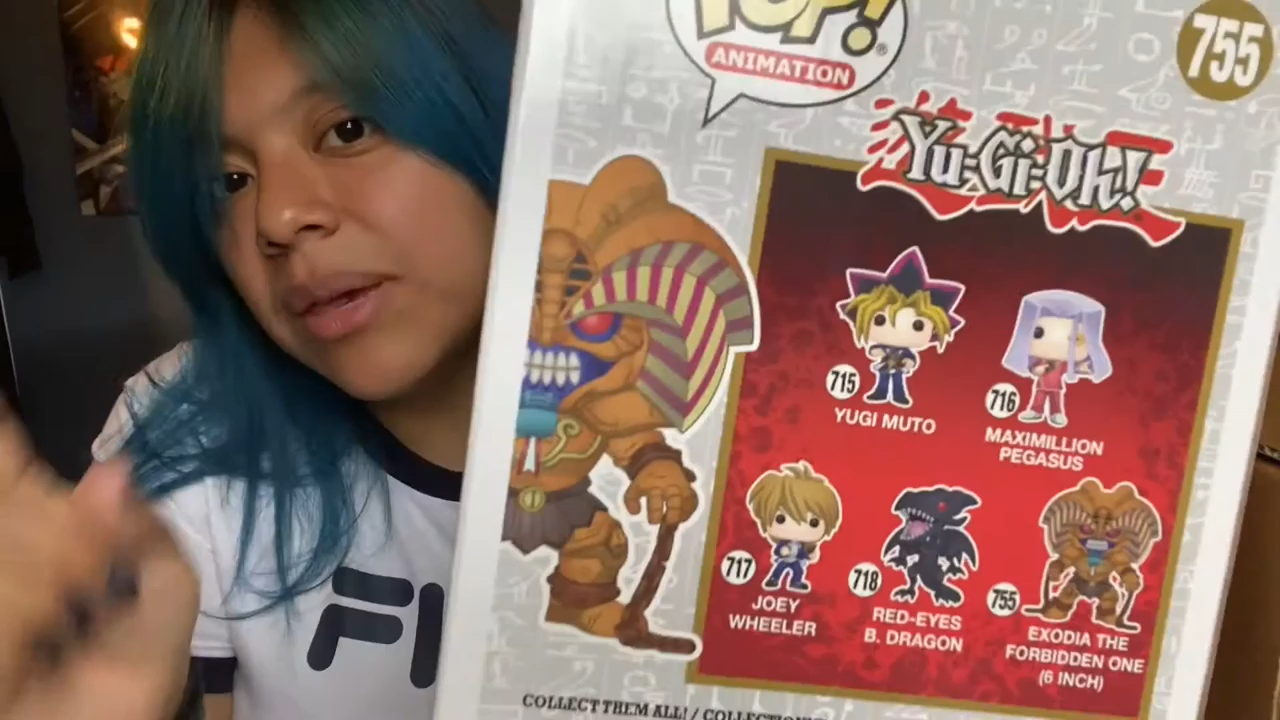 POP!
ANIMATION
755
Yu-Gi-Oh!
715
YUGI MUTO
716
MAXIMILLION
PEGASUS
717
JOEY
WHEELER
718
RED-EYES
B. DRAGON
755
EXODIA THE
FORBIDDEN ONE
(6 INCH)
COLLECT THEM ALL! /
FI